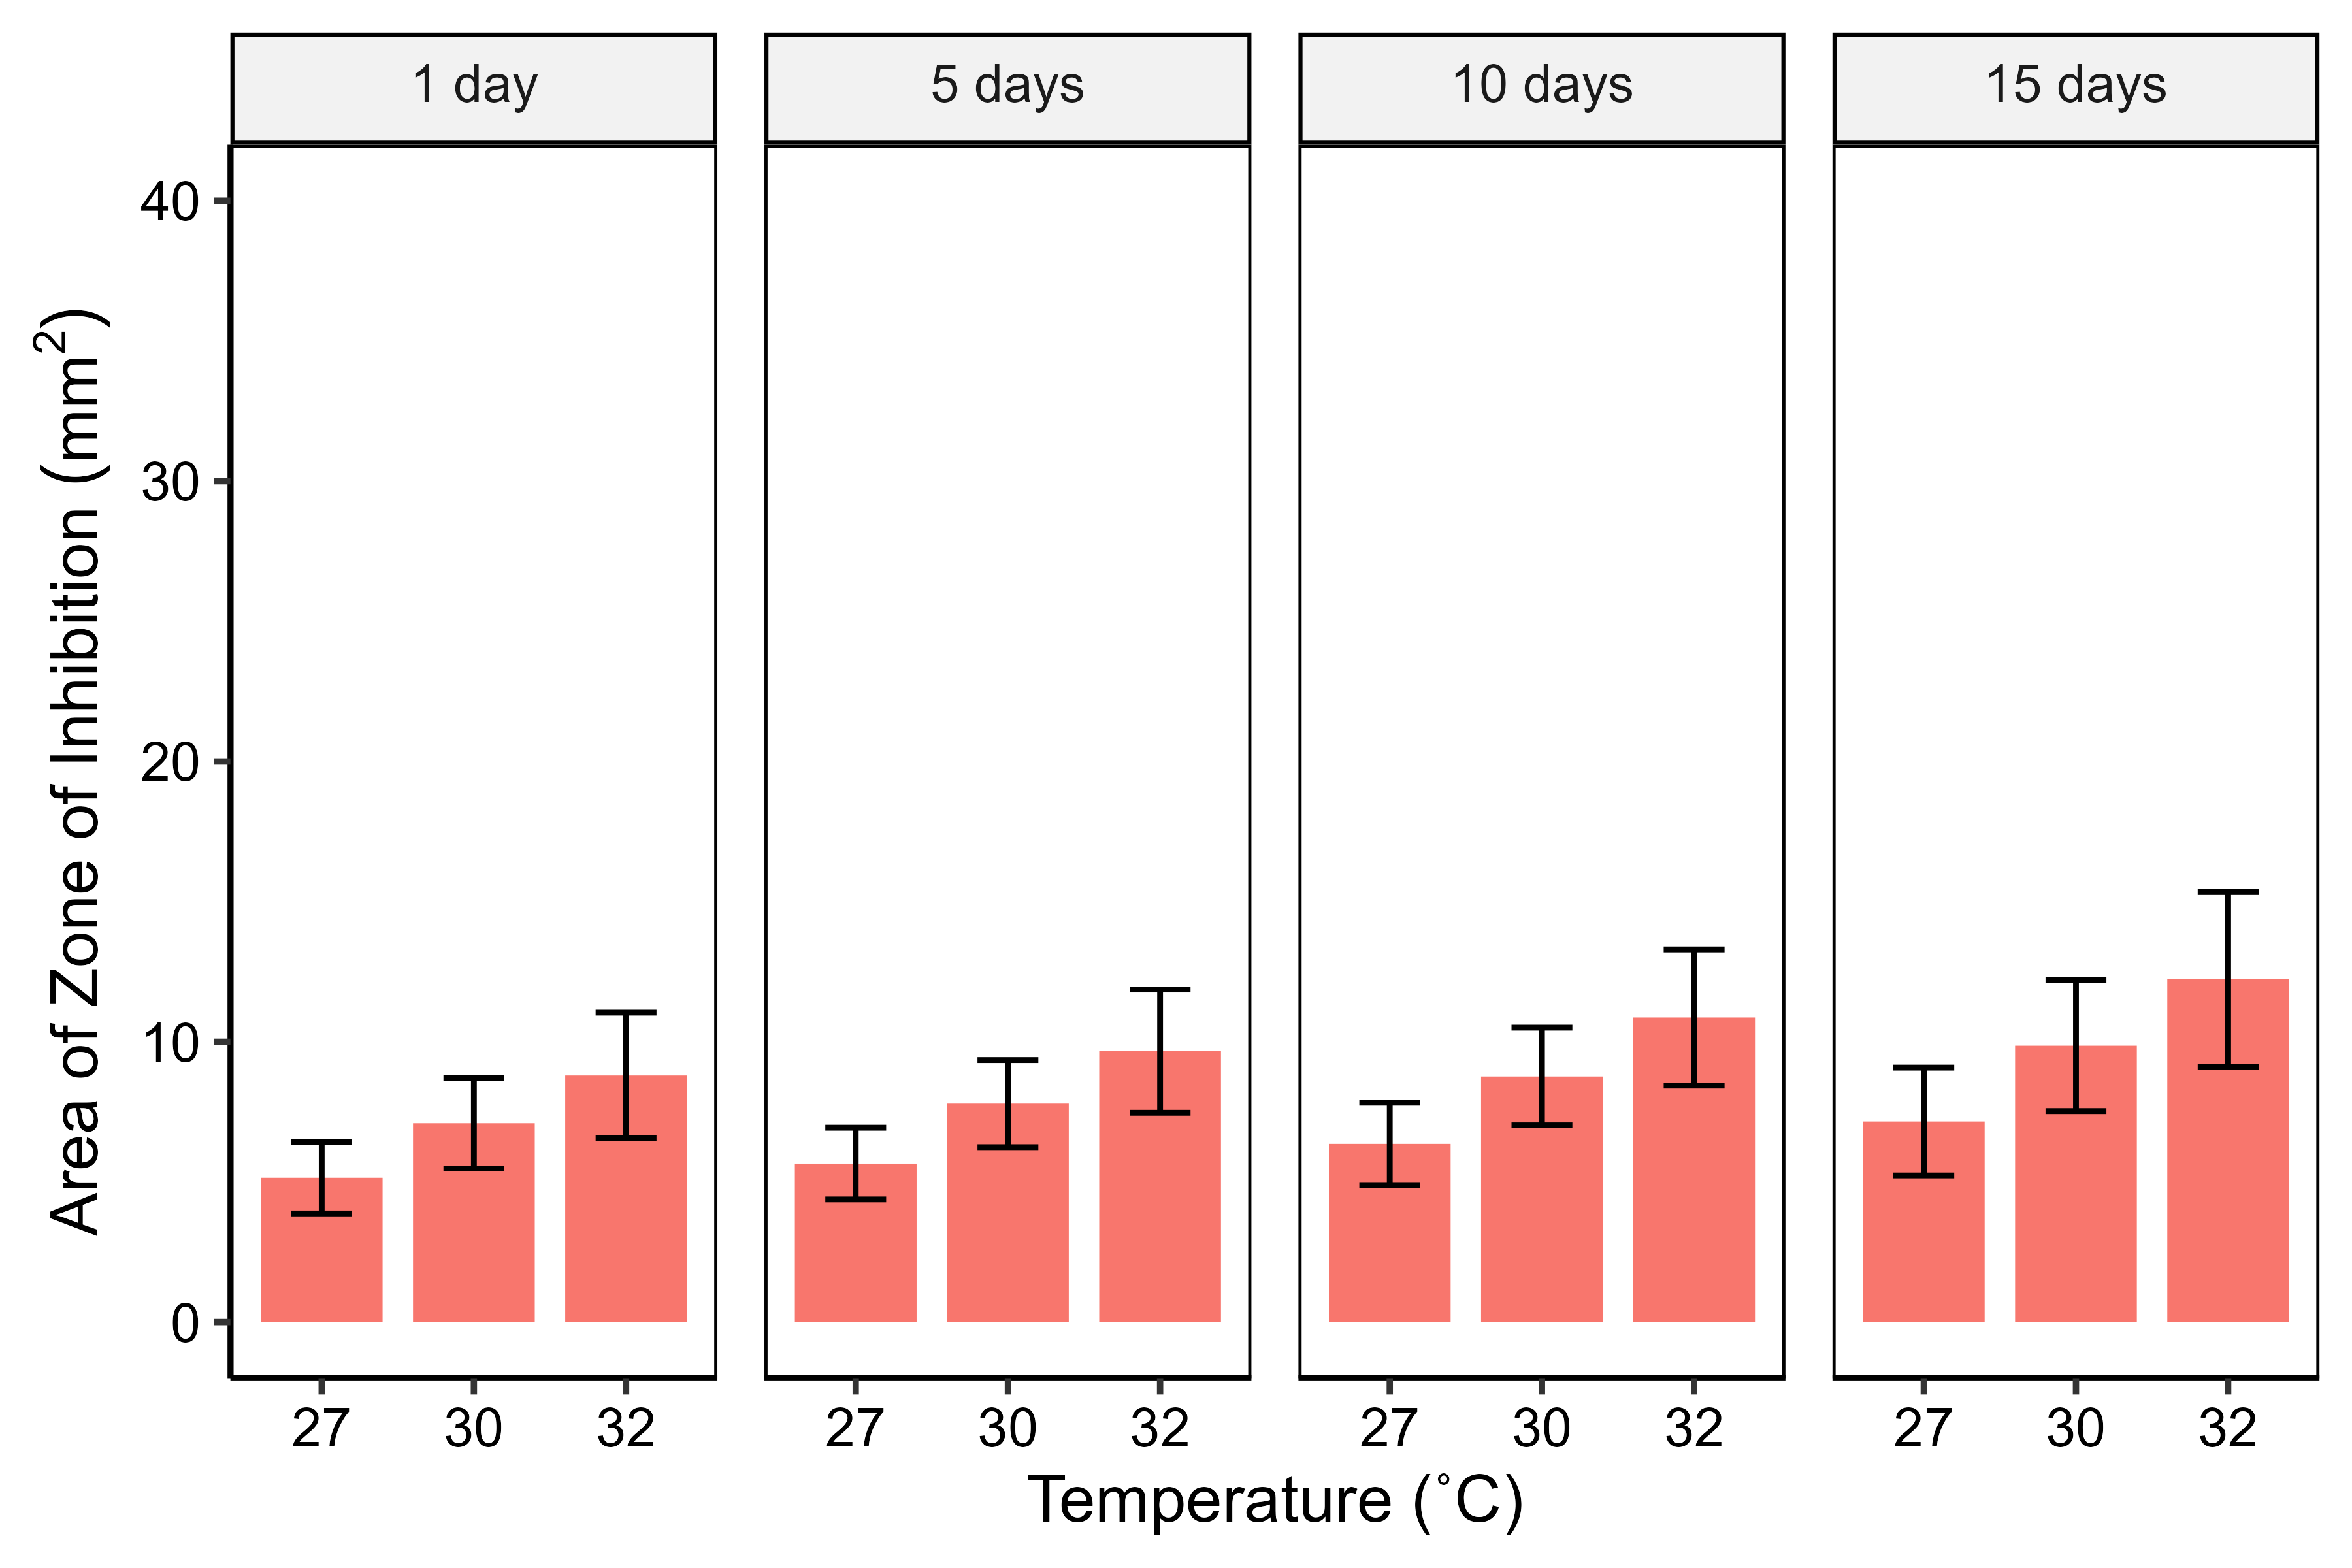 1 day
5 days
10 days
15 days
Area of Zone of Inhibition (mm²)
40
30
20
10
0
27 30 32
27 30 32
27 30 32
27 30 32
Temperature (˚C)